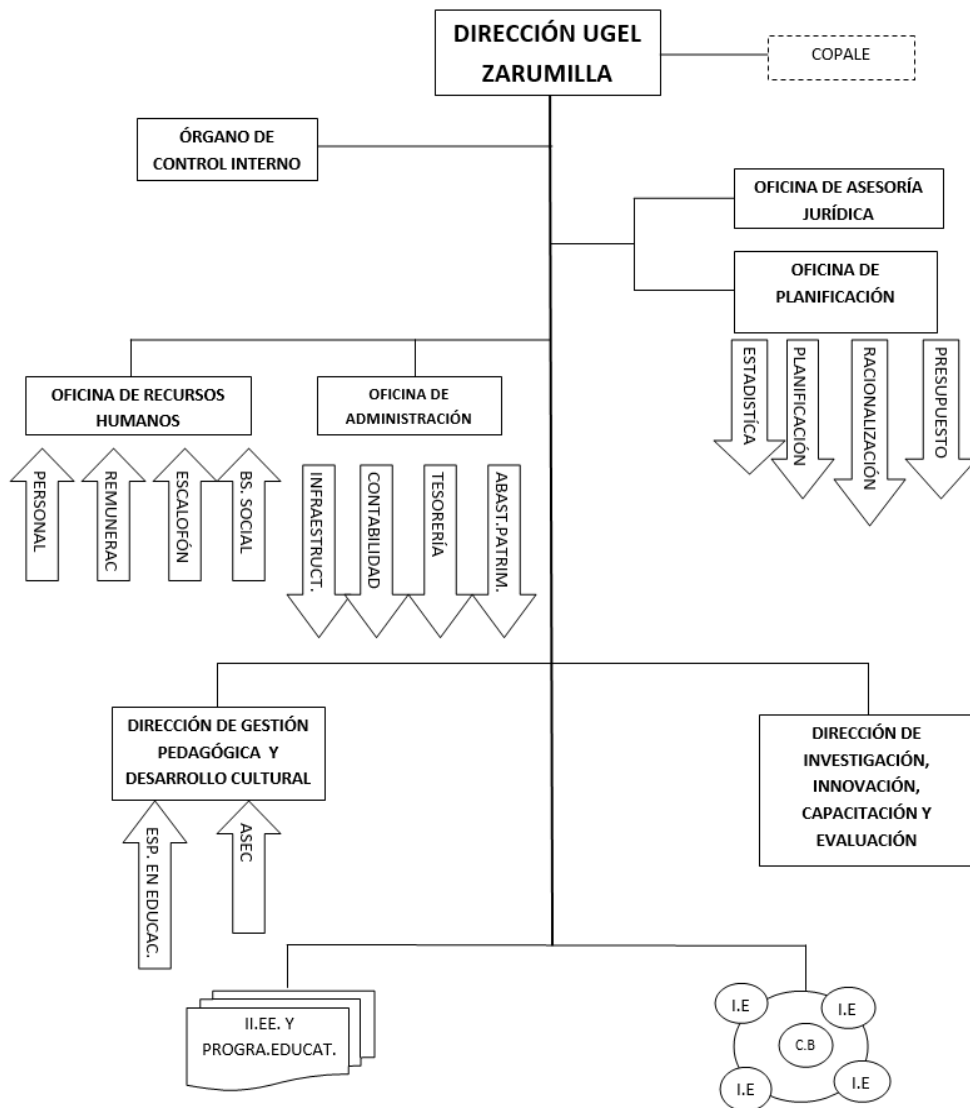 DIRECCIÓN UGEL
ZARUMILLA
COPALE
ÓRGANO DE
CONTROL INTERNO
OFICINA DE ASESORÍA
JURÍDICA
OFICINA DE
PLANIFICACIÓN
ESTADISTÍCA
PLANIFICACIÓN
RACIONALIZACIÓN
PRESUPUESTO
OFICINA DE RECURSOS
HUMANOS
OFICINA DE
ADMINISTRACIÓN
PERSONAL
REMUNERAC
ESCALOFÓN
BS. SOCIAL
INFRAESTRUCT.
CONTABILIDAD
TESORERÍA
ABAST.PATRIM.
DIRECCIÓN DE GESTIÓN
PEDAGÓGICA Y
DESARROLLO CULTURAL
ESP. EN EDUCAC.
ASEC
DIRECCIÓN DE
INVESTIGACIÓN,
INNOVACIÓN,
CAPACITACIÓN Y
EVALUACIÓN
II.EE. Y
PROGRA.EDUCAT.
I.E
I.E
C.B
I.E
I.E